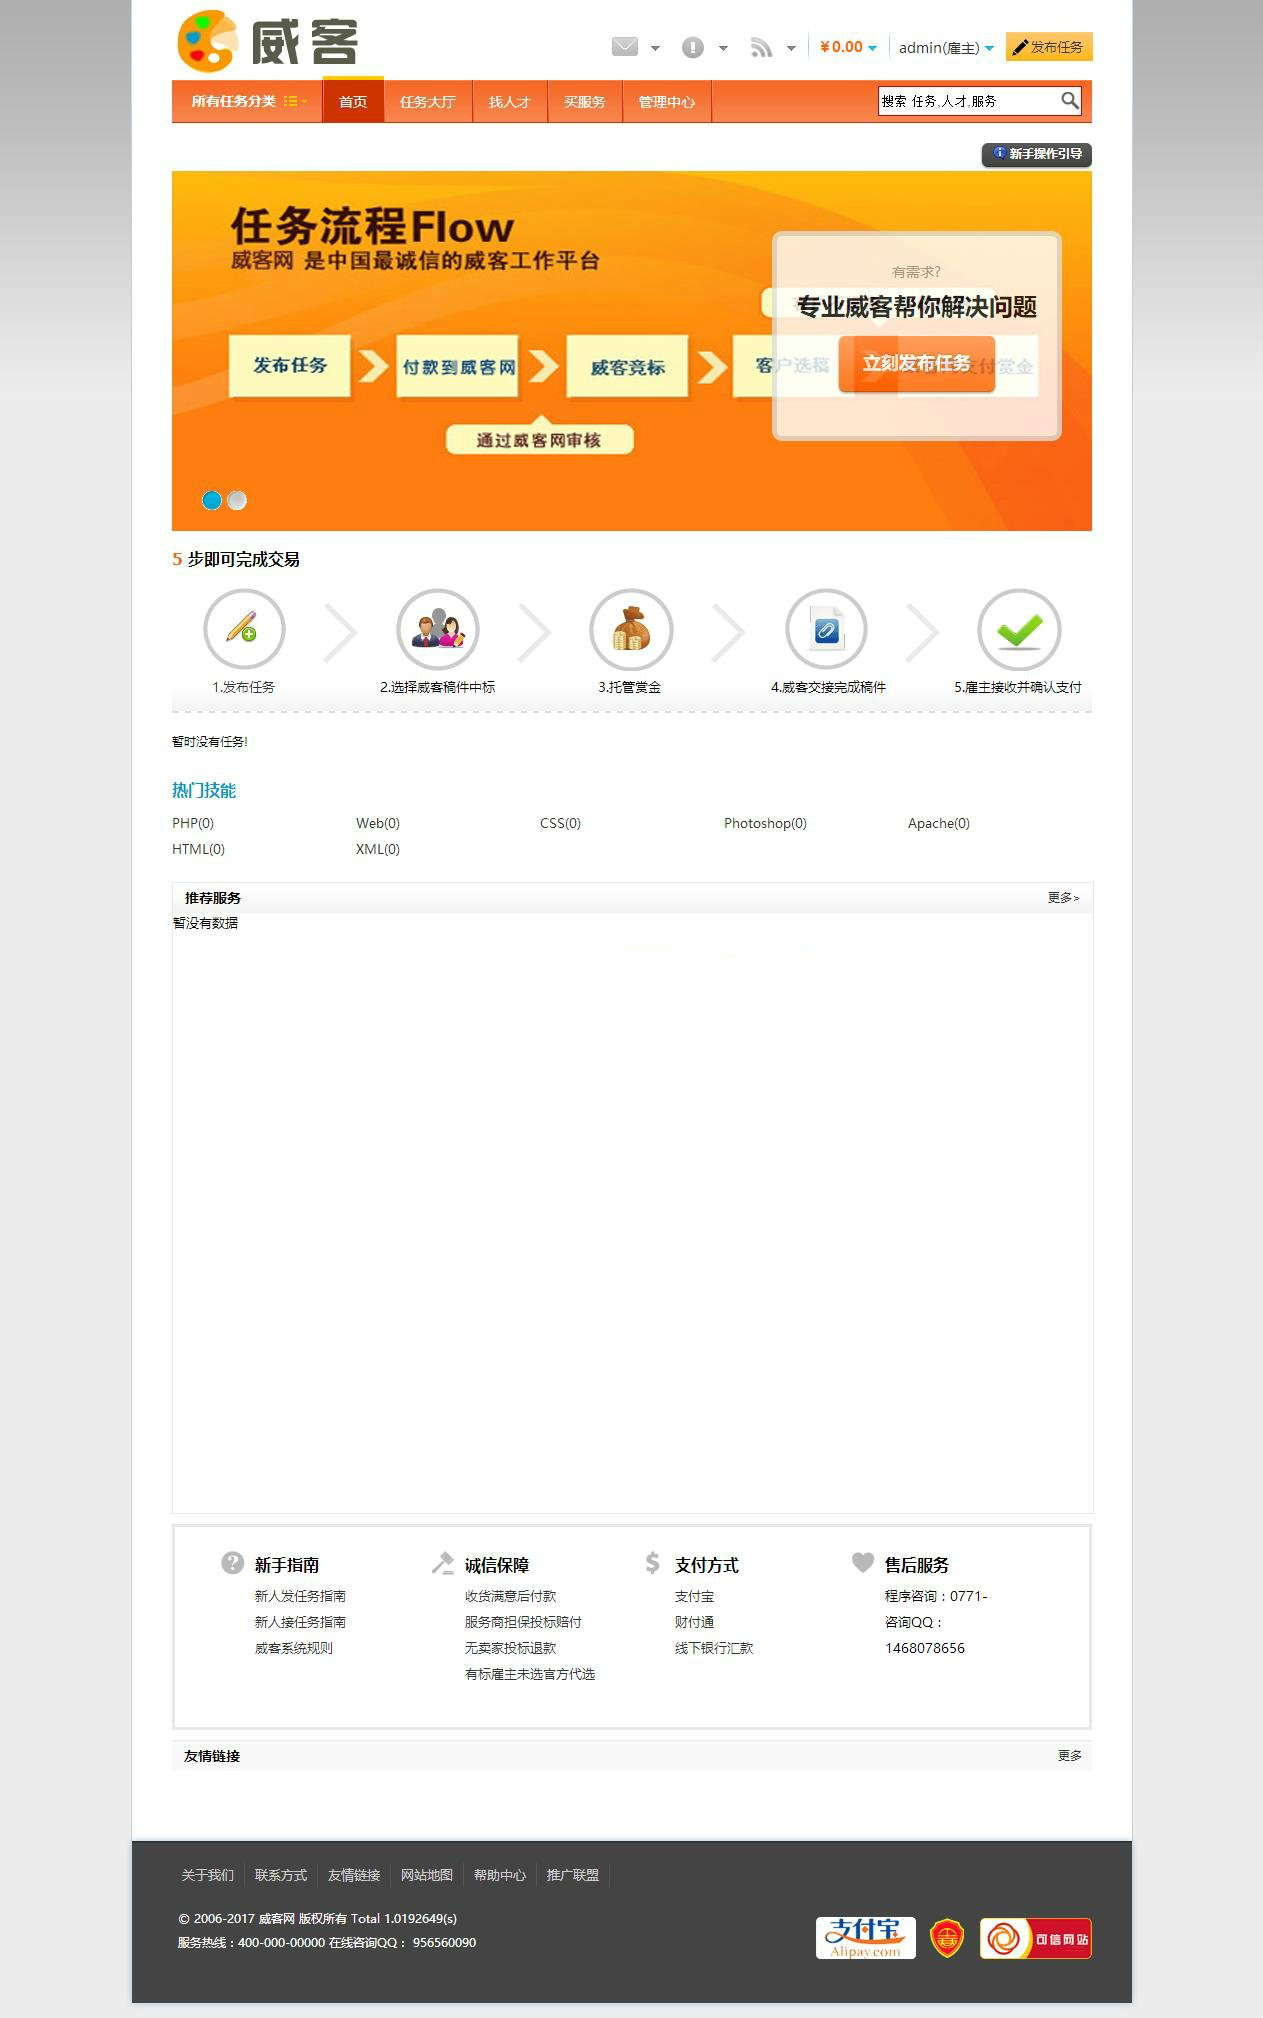 威客
¥0.00
admin(雇主)
发布任务
所有任务分类
首页
任务大厅
找人才
买服务
管理中心
搜索 任务,人才,服务
新手操作引导
任务流程Flow
威客网 是中国最诚信的威客工作平台
有需求?
专业威客帮你解决问题
立刻发布任务
发布任务
付款到威客网
威客竞标
客户选稿
支付赏金
通过威客网审核
5 步即可完成交易
1.发布任务
2.选择威客稿件中标
3.托管赏金
4.威客交接完成稿件
5.雇主接收并确认支付
暂时没有任务!
热门技能
PHP(0)
Web(0)
CSS(0)
Photoshop(0)
Apache(0)
HTML(0)
XML(0)
推荐服务
更多>
暂没有数据
新手指南
新人发任务指南
新人接任务指南
威客系统规则
诚信保障
收货满意后付款
服务商担保投标赔付
无卖家投标退款
有标雇主未选官方代选
支付方式
支付宝
财付通
线下银行汇款
售后服务
程序咨询：0771-
咨询QQ：
1468078656
友情链接
更多
关于我们
联系方式
友情链接
网站地图
帮助中心
推广联盟
© 2006-2017 威客网 版权所有 Total 1.0192649(s)
服务热线：400-000-00000 在线咨询QQ： 956560090
支付宝
Alipay.com
可信网站